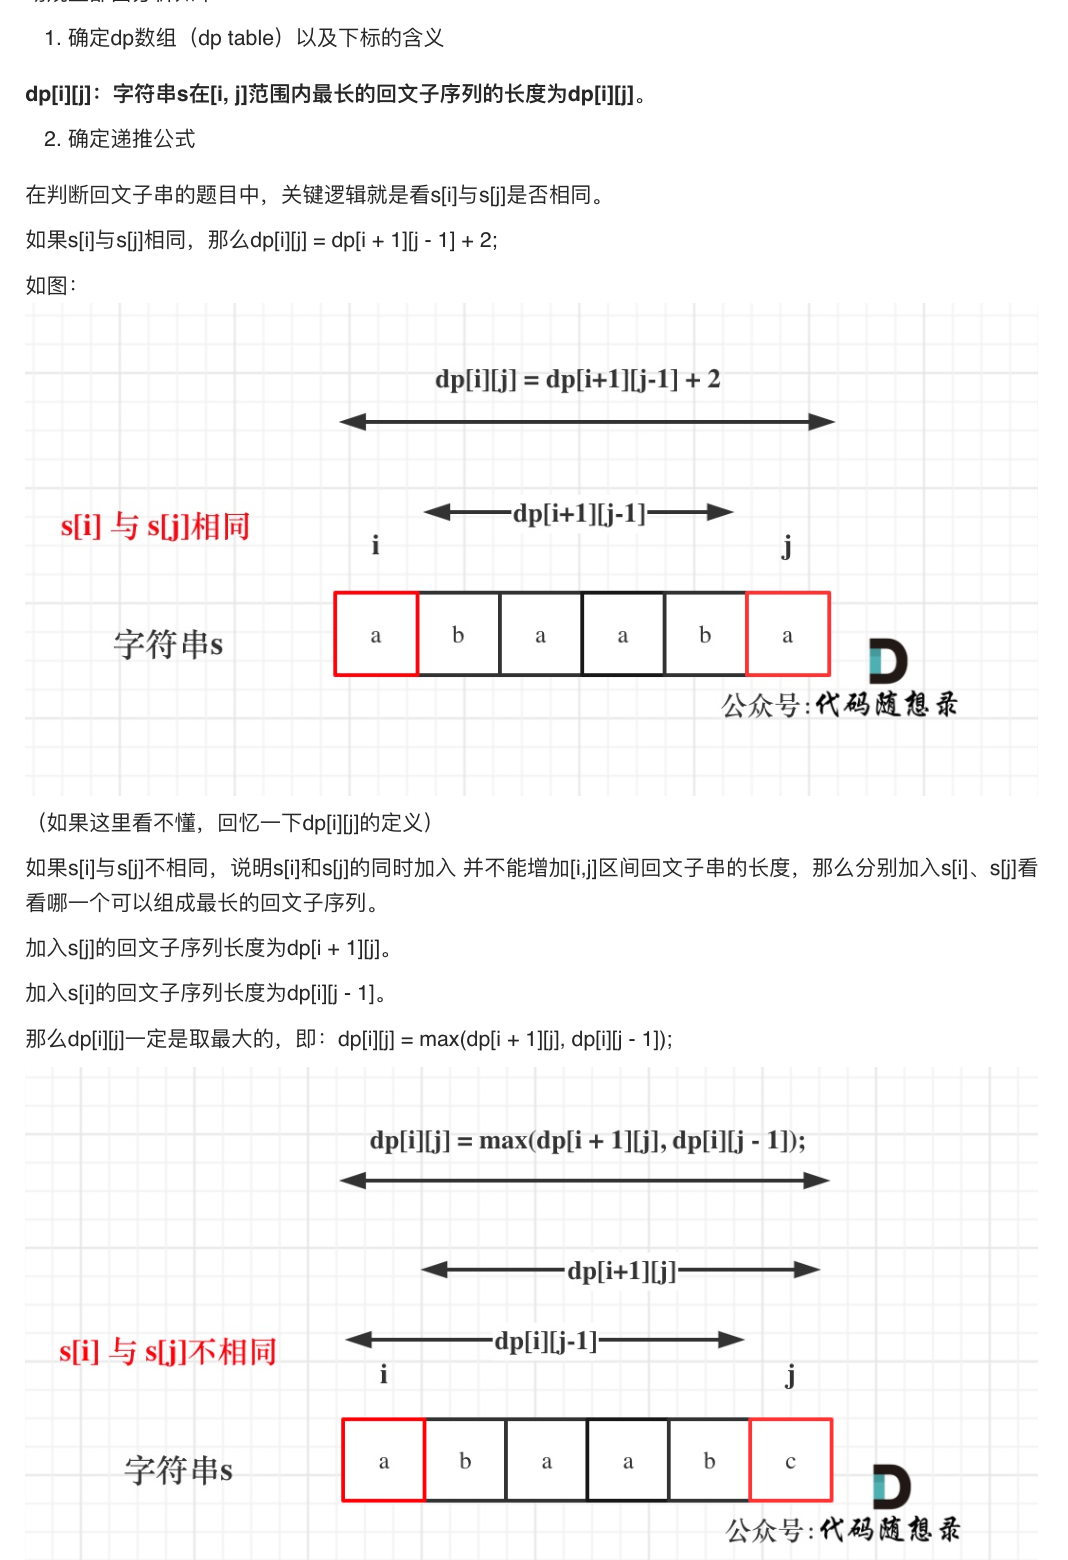 1. 确定dp数组（dp table）以及下标的含义
dp[i][j]：字符串s在[i, j]范围内最长的回文子序列的长度为dp[i][j]。
2. 确定递推公式
在判断回文子串的题目中，关键逻辑就是看s[i]与s[j]是否相同。
如果s[i]与s[j]相同，那么dp[i][j] = dp[i + 1][j - 1] + 2;
如图：
dp[i][j] = dp[i+1][j-1] + 2
dp[i+1][j-1]
s[i] 与 s[j]相同
i j
字符串s a b a a b a
公众号:代码随想录
（如果这里看不懂，回忆一下dp[i][j]的定义）
如果s[i]与s[j]不相同，说明s[i]和s[j]的同时加入 并不能增加[i,j]区间回文子串的长度，那么分别加入s[i]、s[j]看
看哪一个可以组成最长的回文子序列。
加入s[j]的回文子序列长度为dp[i + 1][j]。
加入s[i]的回文子序列长度为dp[i][j - 1]。
那么dp[i][j]一定是取最大的，即：dp[i][j] = max(dp[i + 1][j], dp[i][j - 1]);
dp[i][j] = max(dp[i + 1][j], dp[i][j - 1]);
dp[i+1][j]
dp[i][j-1]
s[i] 与 s[j]不相同
i j
字符串s a b a a b c
公众号:代码随想录